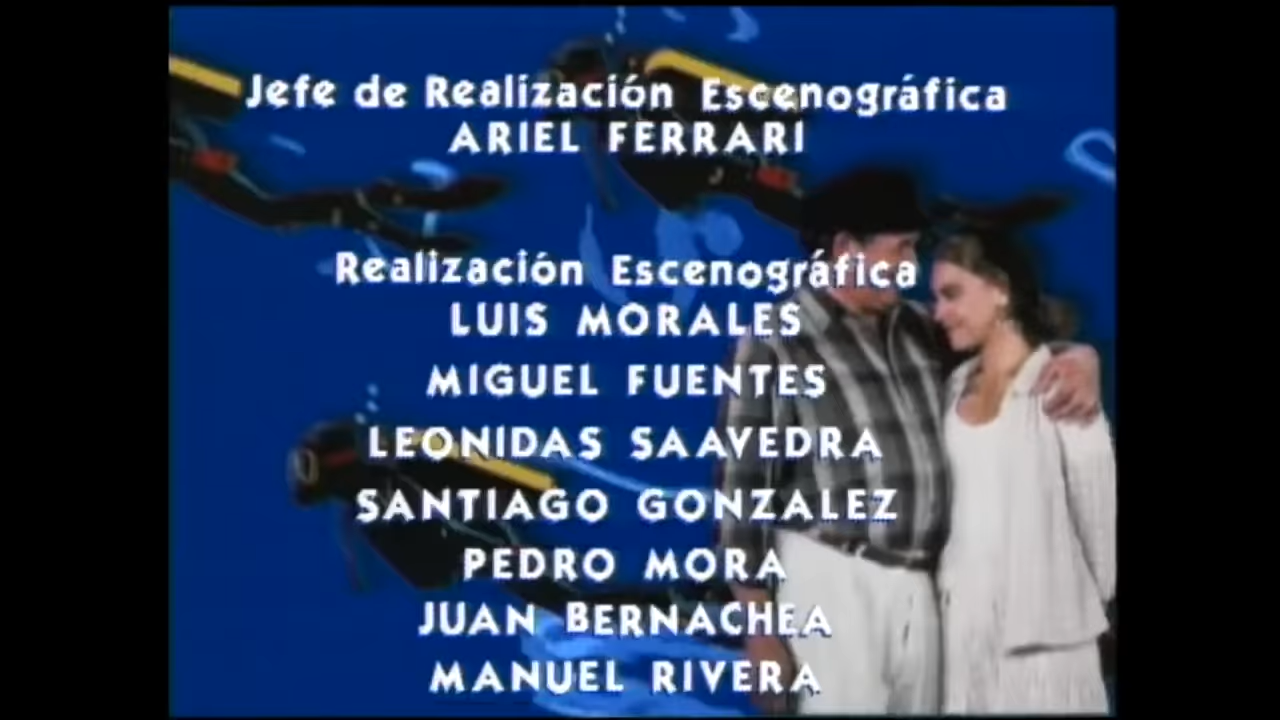 Jefe de Realización Escenográfica
ARIEL FERRARI
Realización Escenográfica
LUIS MORALES
MIGUEL FUENTES
LEONIDAS SAAVEDRA
SANTIAGO GONZALEZ
PEDRO MORA
JUAN BERNACHEA
MANUEL RIVERA